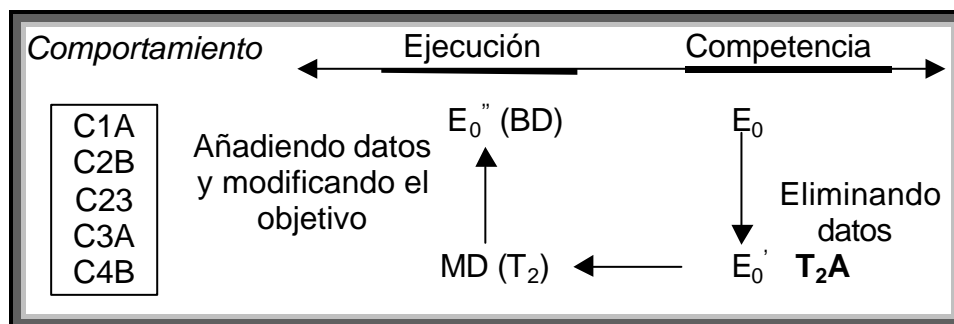 Comportamiento Ejecución Competencia
C1A
C2B
C23
C3A
C4B
Añadiendo datos
y modificando el
objetivo
E₀” (BD)
MD (T₂)
E₀
Eliminando
datos
E₀’ T₂A